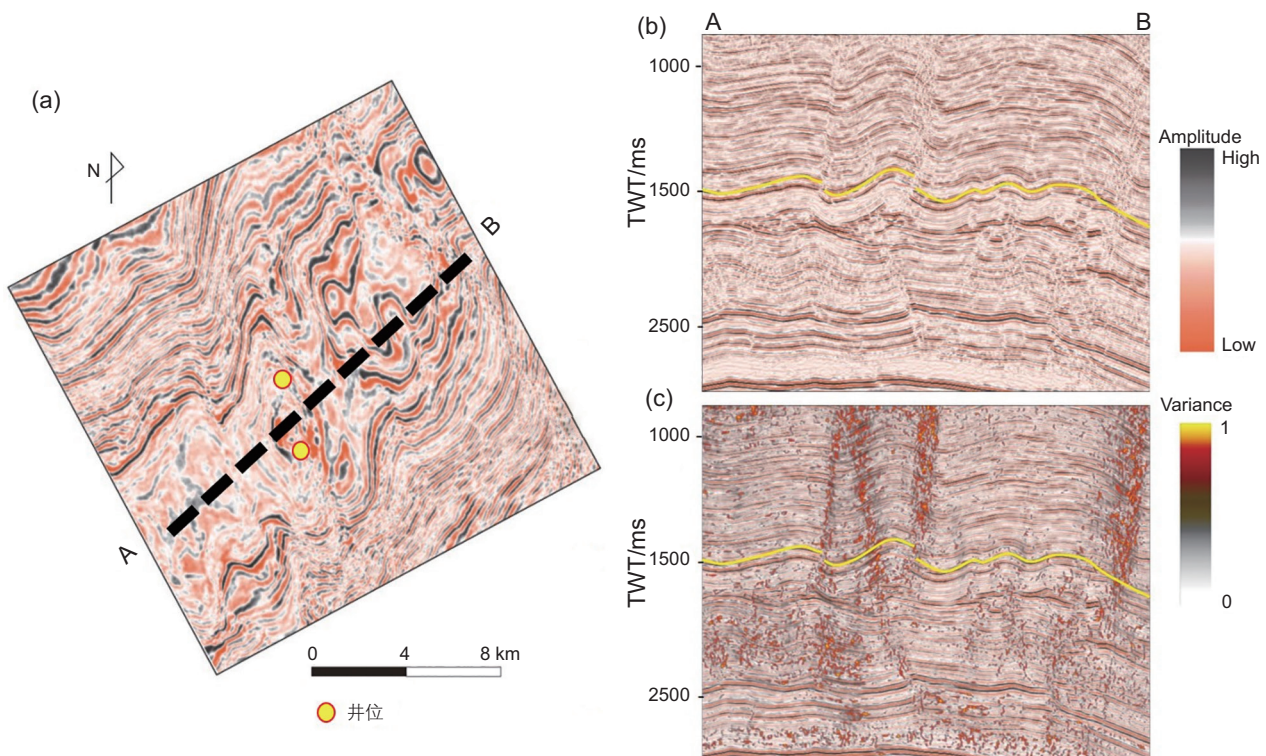 (a)
N
A
B
0 4 8 km
井位
(b)
A B
1000
1500
2500
TWT/ms
Amplitude
High
Low
(c)
1000
1500
2500
TWT/ms
Variance
1
0